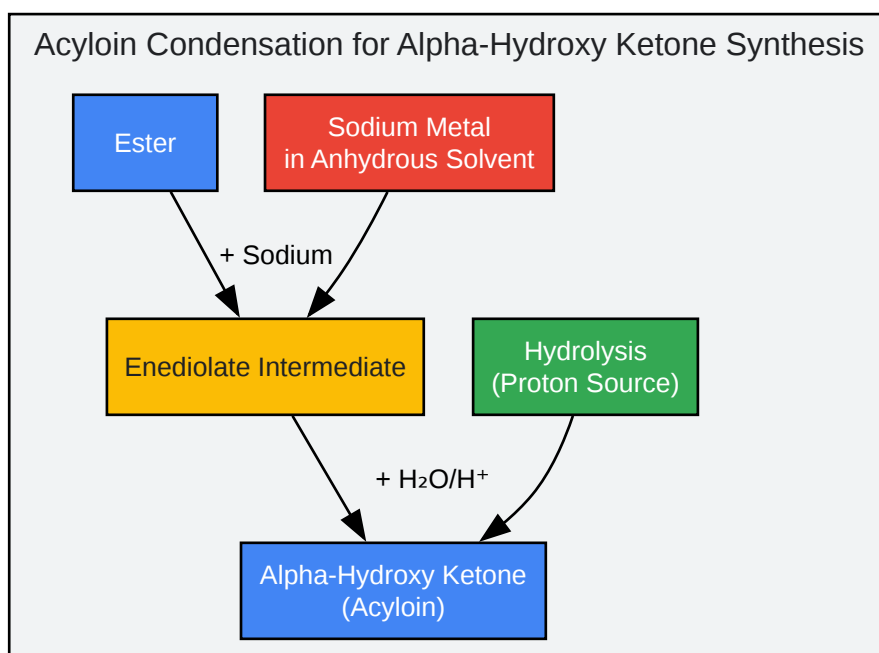 Acyloin Condensation for Alpha-Hydroxy Ketone Synthesis
Ester
Sodium Metal
in Anhydrous Solvent
+ Sodium
Enediolate Intermediate
Hydrolysis
(Proton Source)
+ H₂O/H⁺
Alpha-Hydroxy Ketone
(Acyloin)